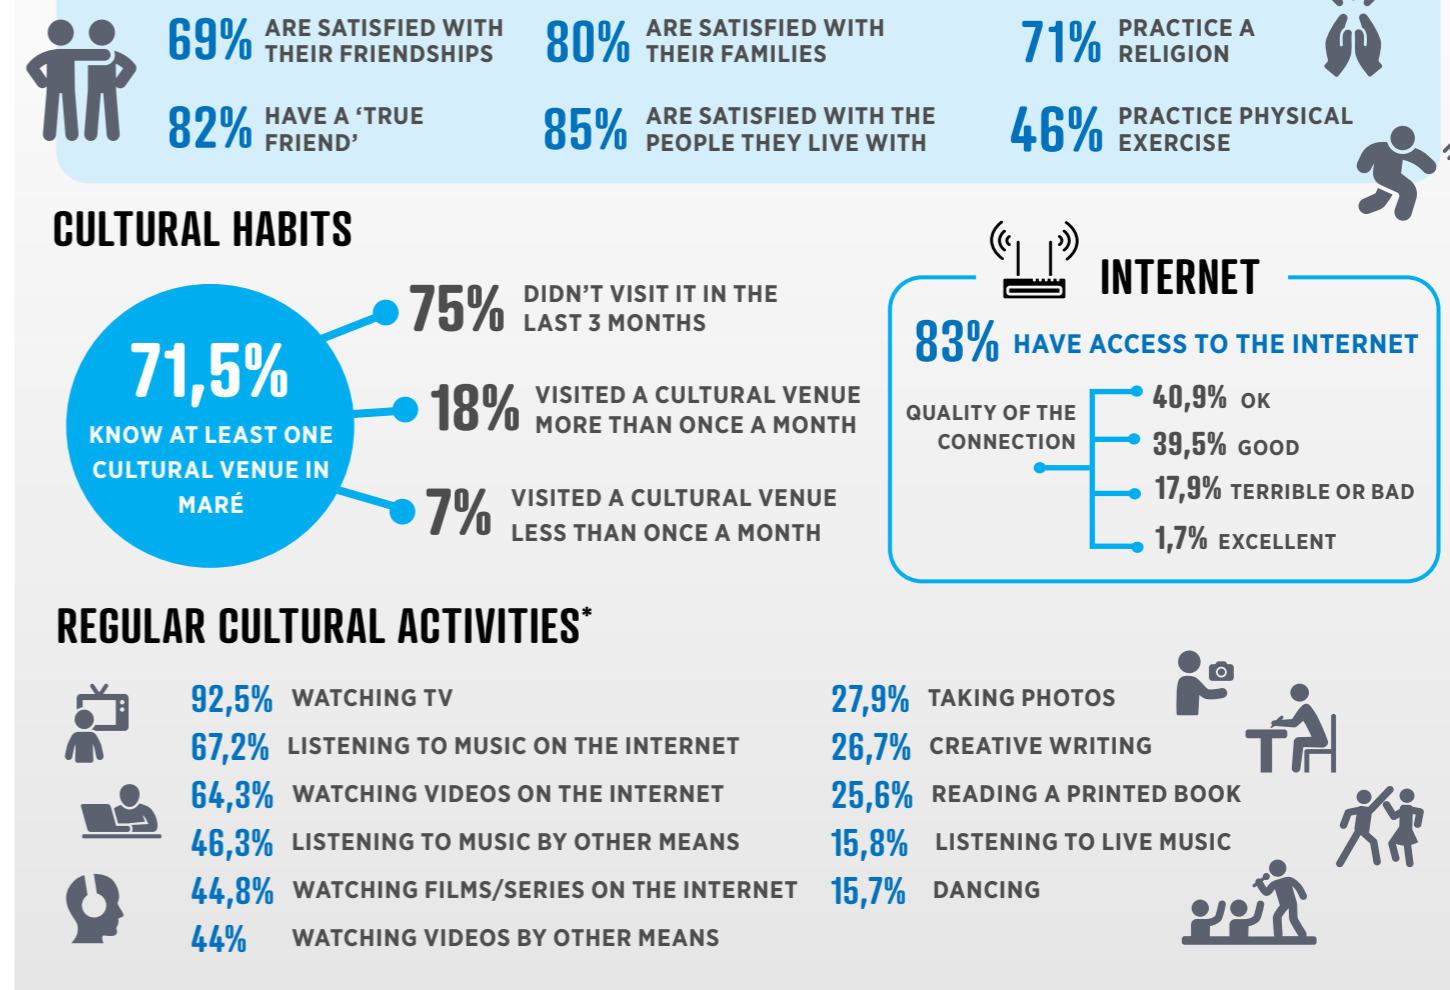 69% ARE SATISFIED WITH
THEIR FRIENDSHIPS
80% ARE SATISFIED WITH
THEIR FAMILIES
71% PRACTICE A
RELIGION
82% HAVE A ‘TRUE
FRIEND’
85% ARE SATISFIED WITH THE
PEOPLE THEY LIVE WITH
46% PRACTICE PHYSICAL
EXERCISE
CULTURAL HABITS
71,5%
KNOW AT LEAST ONE
CULTURAL VENUE IN
MARÉ
75% DIDN’T VISIT IT IN THE
LAST 3 MONTHS
18% VISITED A CULTURAL VENUE
MORE THAN ONCE A MONTH
7% VISITED A CULTURAL VENUE
LESS THAN ONCE A MONTH
INTERNET
83% HAVE ACCESS TO THE INTERNET
QUALITY OF THE
CONNECTION
40,9% OK
39,5% GOOD
17,9% TERRIBLE OR BAD
1,7% EXCELLENT
REGULAR CULTURAL ACTIVITIES*
92,5% WATCHING TV
67,2% LISTENING TO MUSIC ON THE INTERNET
64,3% WATCHING VIDEOS ON THE INTERNET
46,3% LISTENING TO MUSIC BY OTHER MEANS
44,8% WATCHING FILMS/SERIES ON THE INTERNET
44% WATCHING VIDEOS BY OTHER MEANS
27,9% TAKING PHOTOS
26,7% CREATIVE WRITING
25,6% READING A PRINTED BOOK
15,8% LISTENING TO LIVE MUSIC
15,7% DANCING